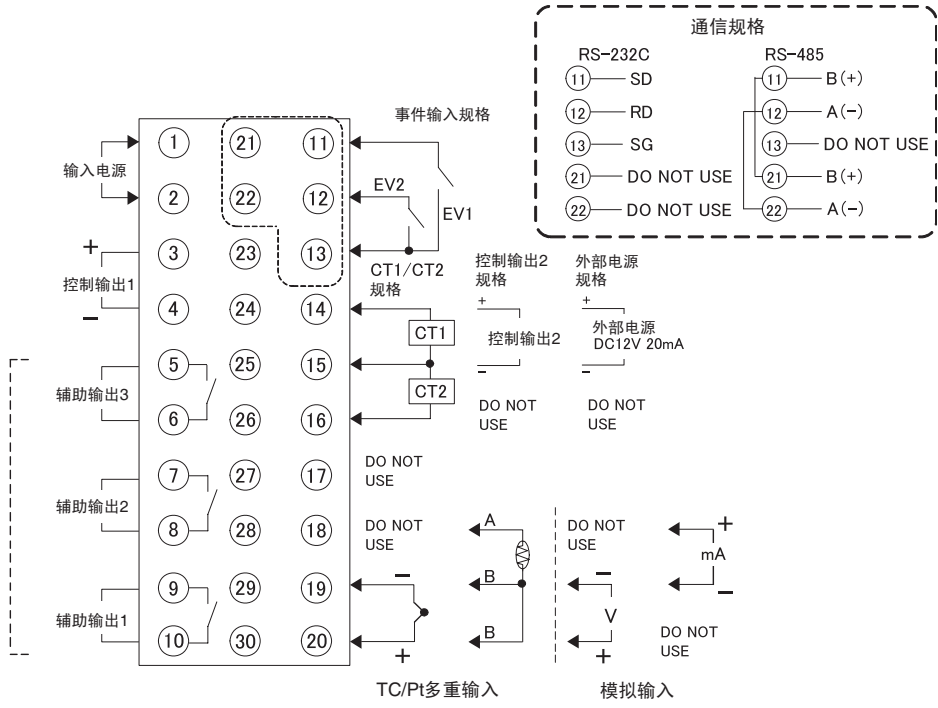 通信规格
RS-232C
11 SD
12 RD
13 SG
21 DO NOT USE
22 DO NOT USE
RS-485
11 B(+)
12 A(-)
13 DO NOT USE
21 B(+)
22 A(-)
事件输入规格
EV2
EV1
1 21 11
输入电源
2 22 12
+
3 23 13
控制输出1
4 24 14
-
5 25 15
辅助输出3
6 26 16
7 27 17
辅助输出2
8 28 18
9 29 19
辅助输出1
10 30 20
CT1/CT2
规格
CT1
CT2
控制输出2
规格
+
控制输出2
-
DO NOT
USE
外部电源
规格
+
外部电源
DC12V 20mA
-
DO NOT
USE
DO NOT
USE
DO NOT
USE
-
+
A
B
B
TC/Pt多重输入
DO NOT
USE
-
V
+
+
mA
-
DO NOT
USE
模拟输入